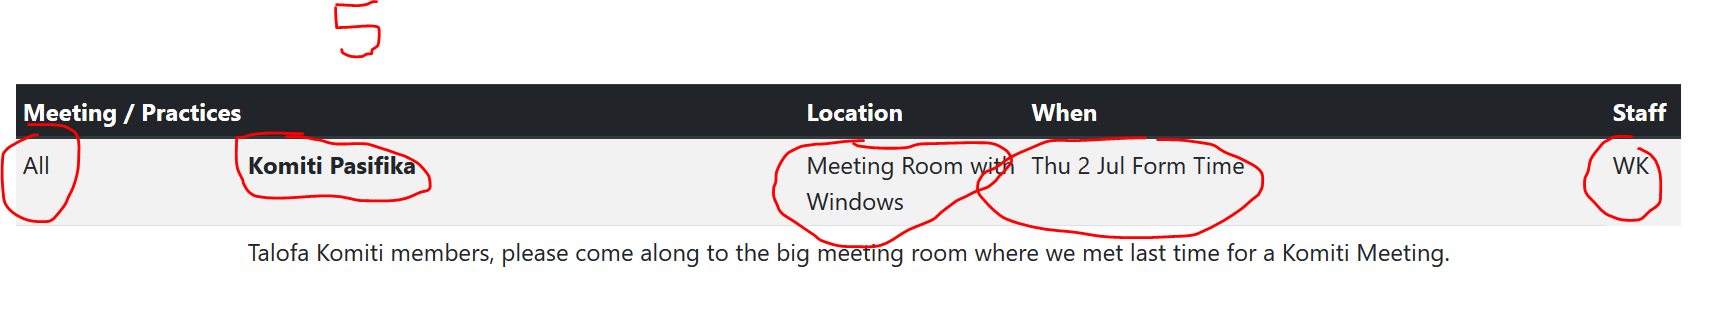 5
Meeting / Practices Location When Staff
All Komiti Pasifika Meeting Room with Thu 2 Jul Form Time WK
Windows
Talofa Komiti members, please come along to the big meeting room where we met last time for a Komiti Meeting.